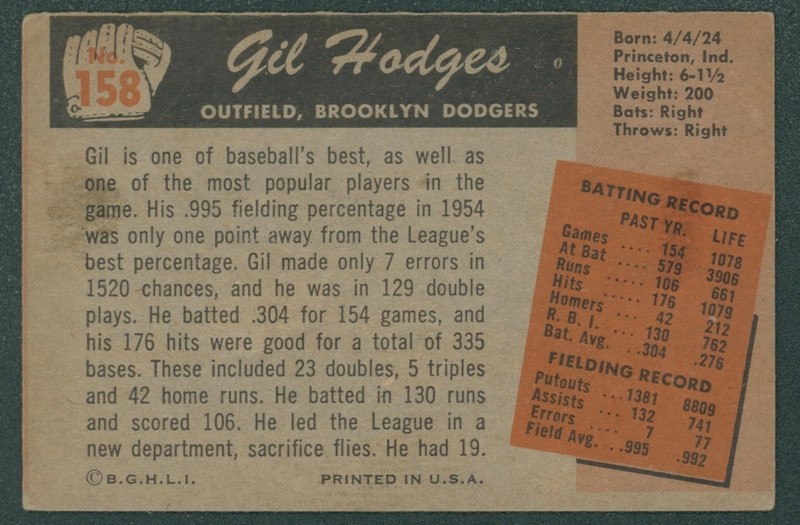 No.
158
Gil Hodges
OUTFIELD, BROOKLYN DODGERS
Born: 4/4/24
Princeton, Ind.
Height: 6-1½
Weight: 200
Bats: Right
Throws: Right
Gil is one of baseball's best, as well as
one of the most popular players in the
game. His .995 fielding percentage in 1954
was only one point away from the League's
best percentage. Gil made only 7 errors in
1520 chances, and he was in 129 double
plays. He batted .304 for 154 games, and
his 176 hits were good for a total of 335
bases. These included 23 doubles, 5 triples
and 42 home runs. He batted in 130 runs
and scored 106. He led the League in a
new department, sacrifice flies. He had 19.
©B.G.H.L.I. PRINTED IN U.S.A.
BATTING RECORD
PAST YR. LIFE
Games .... 154 1078
At Bat .... 579 3906
Runs ..... 106 661
Hits ..... 176 1079
Homers ... 42 212
R. B. I. ... 130 762
Bat. Avg. ...304 .276
FIELDING RECORD
Putouts ...1381 8809
Assists ... 132 741
Errors .... 7 77
Field Avg. ..995 .992